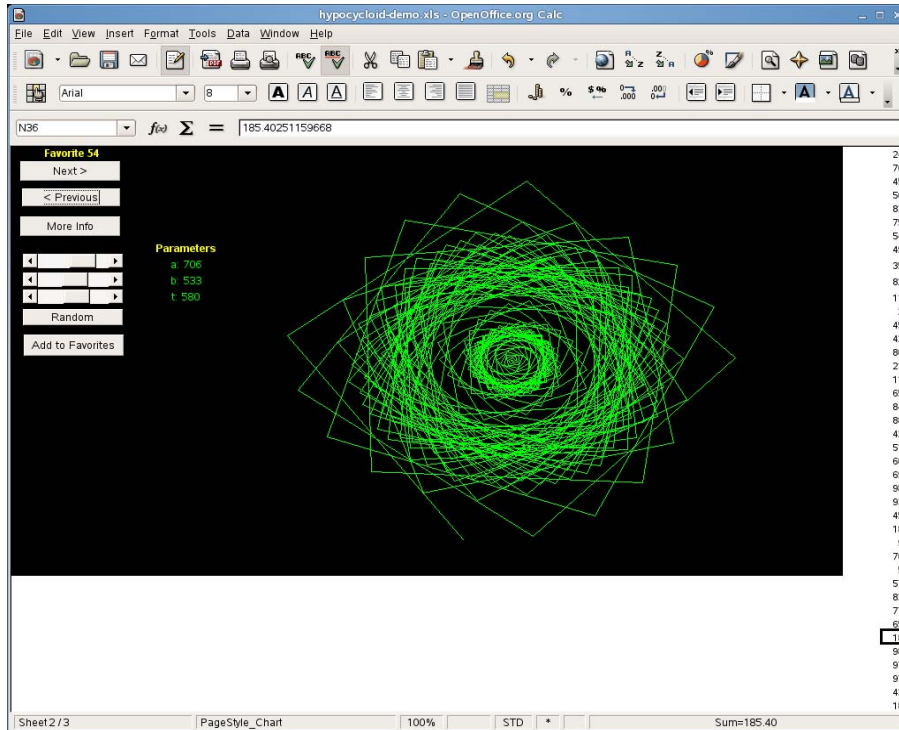 hypocycloid-demo.xls - OpenOffice.org Calc
File Edit View Insert Format Tools Data Window Help
Arial 8
N36 f(x) Σ = 185.40251159668
Favorite 54
Next >
< Previous
More Info
Parameters
a: 706
b: 533
t: 580
Random
Add to Favorites
Sheet 2 / 3 PageStyle_Chart 100% STD * Sum=185.40